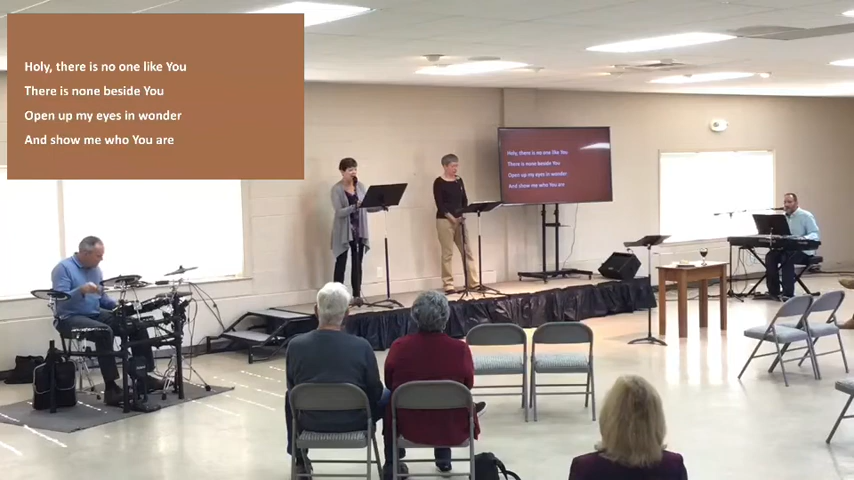 Holy, there is no one like You
There is none beside You
Open up my eyes in wonder
And show me who You are
Holy, there is no one like You
There is none beside You
Open up my eyes in wonder
And show me who You are